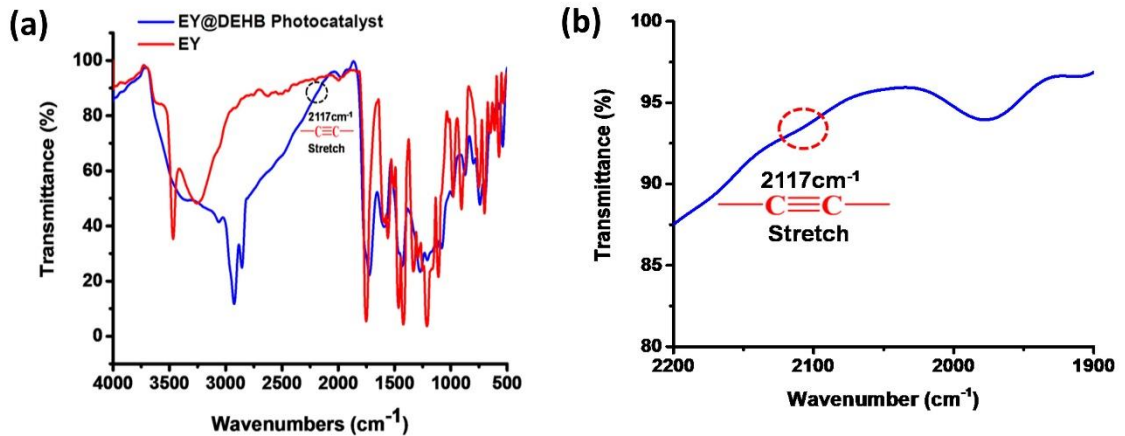 (a)
EY@DEHB Photocatalyst
EY
Transmittance (%)
100
80
60
40
20
0
2117cm⁻¹
C≡C
Stretch
4000 3500 3000 2500 2000 1500 1000 500
Wavenumbers (cm⁻¹)
(b)
Transmittance (%)
100
95
90
85
80
2117cm⁻¹
C≡C
Stretch
2200 2100 2000 1900
Wavenumber (cm⁻¹)